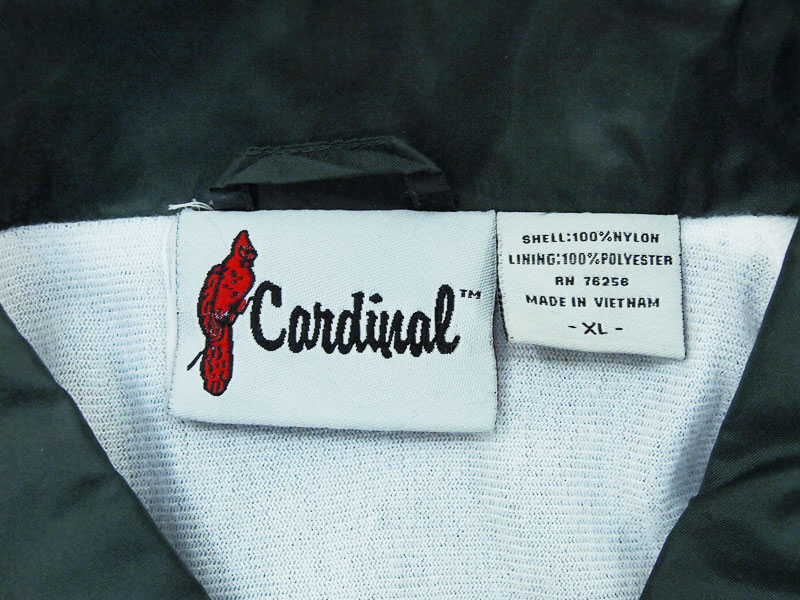 Cardinal™
SHELL:100%NYLON
LINING:100%POLYESTER
RN 76256
MADE IN VIETNAM
- XL -